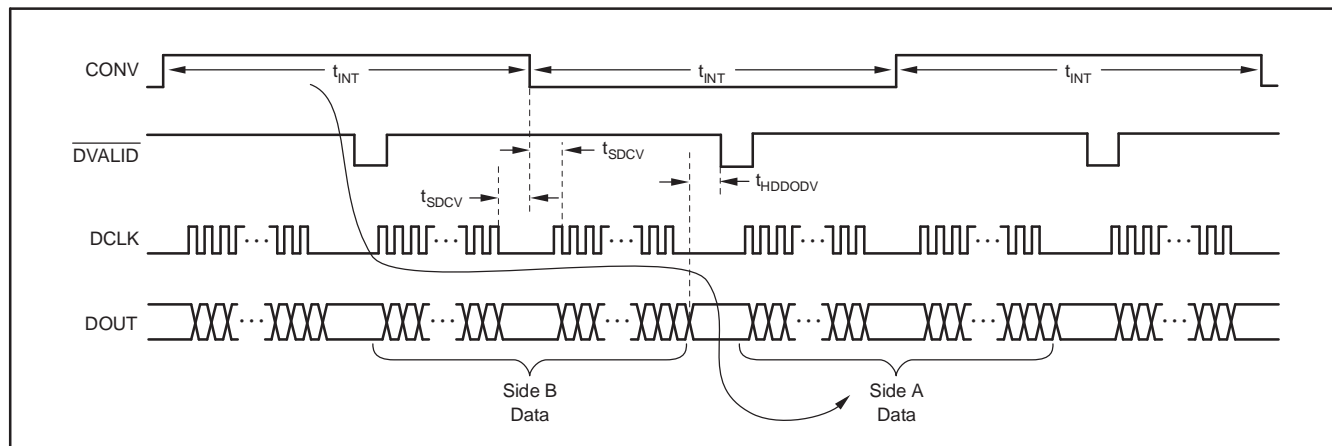 CONV
tINT
tINT
tINT
DVALID
tSDCV
tHDDODV
tSDCV
DCLK
...
...
...
...
...
...
DOUT
...
...
...
...
...
...
Side B
Data
Side A
Data